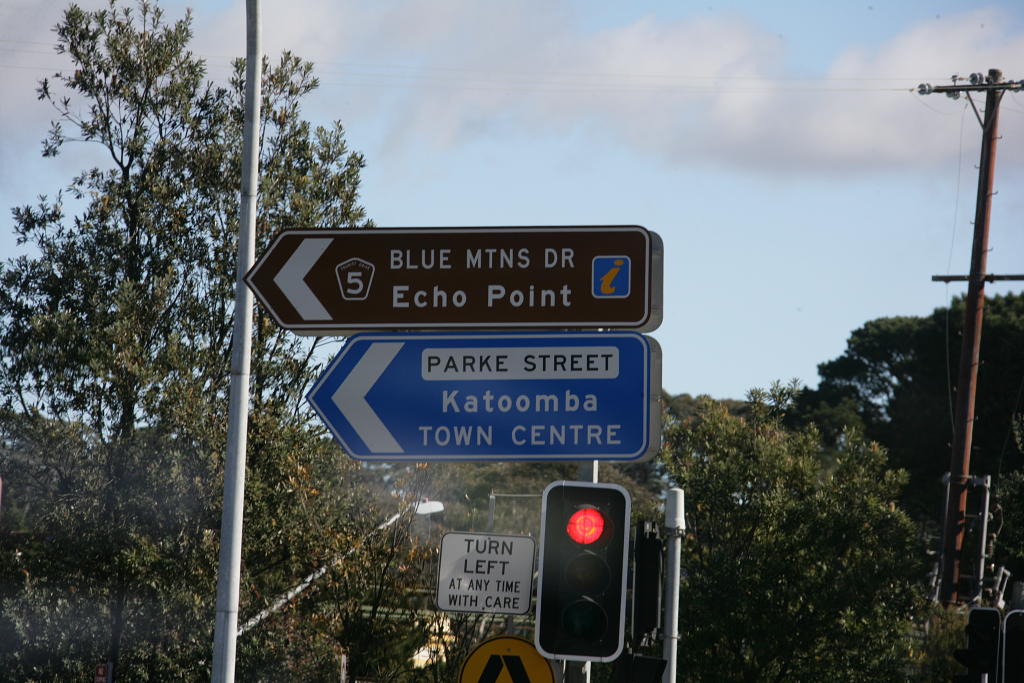 BLUE MTNS DR
5
Echo Point
i
PARKE STREET
Katoomba
TOWN CENTRE
TURN
LEFT
AT ANY TIME
WITH CARE